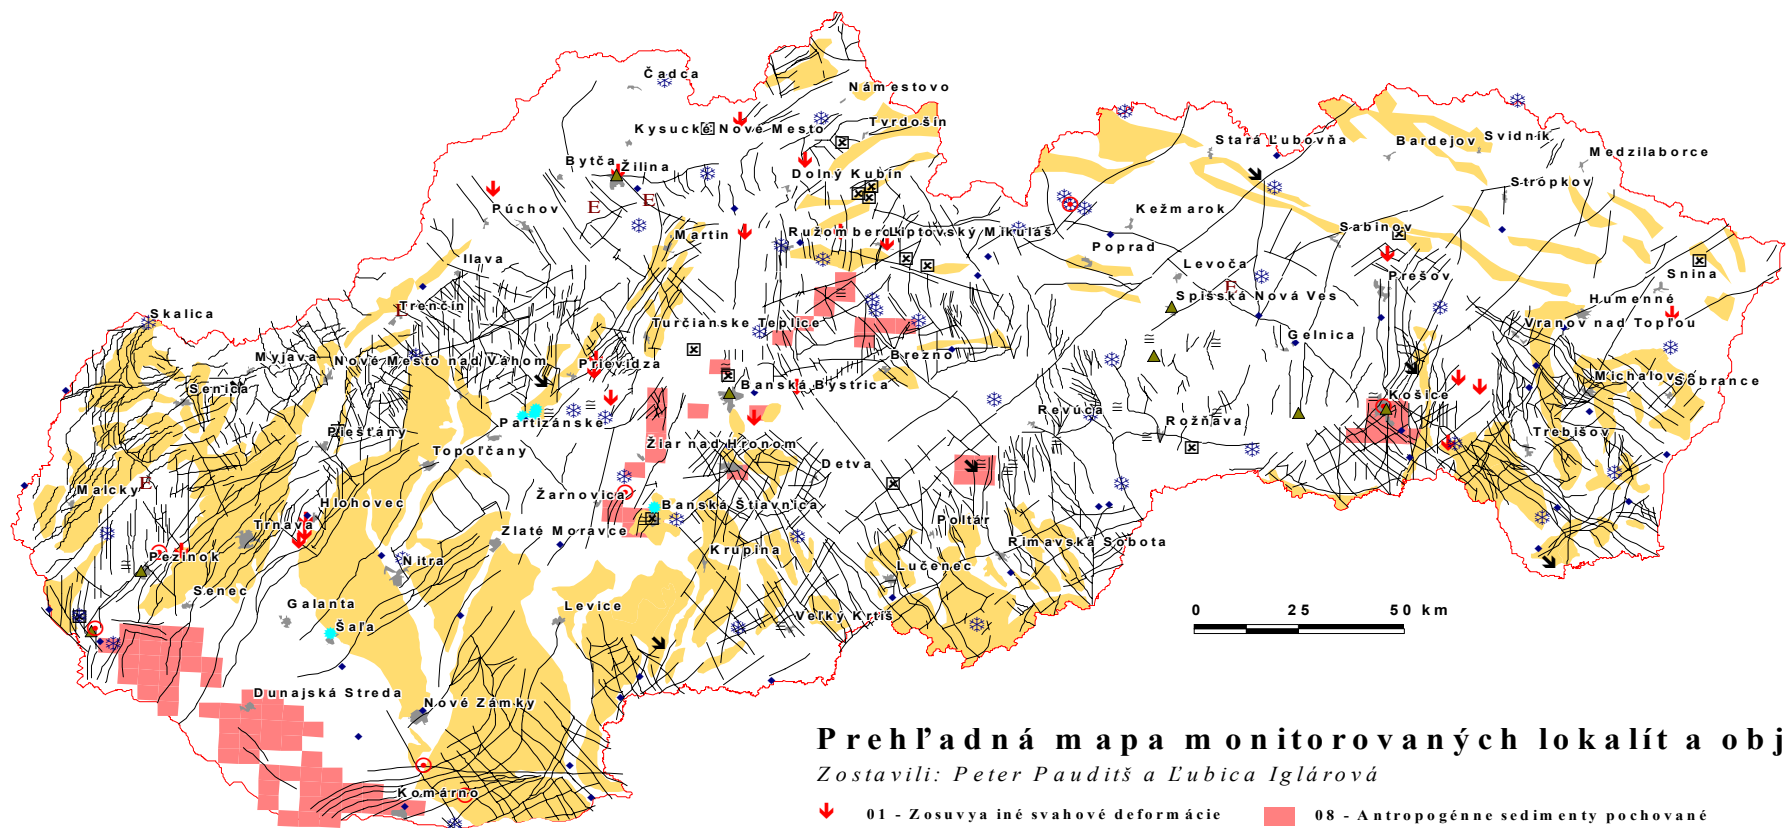 Čadca
Námestovo
Kysucké Nové Mesto
Tvrdošín
Stará Ľubovňa
Bardejov
Svidník
Medzilaborce
Bytča
Žilina
Dolný Kubín
Stropkov
Púchov
Kežmarok
Martin
Ružomberok
Liptovský Mikuláš
Sabinov
Poprad
Ilava
Levoča
Prešov
Snina
Trenčín
Spišská Nová Ves
Humenné
Skalica
Turčianske Teplice
Gelnica
Vranov nad Topľou
Myjava
Nové Mesto nad Váhom
Prievidza
Brezno
Senica
Banská Bystrica
Michalovce
Sobrance
Košice
Partizánske
Revúca
Rožňava
Piešťany
Žiar nad Hronom
Trebišov
Topoľčany
Detva
Malacky
Hlohovec
Žarnovica
Banská Štiavnica
Trnava
Zlaté Moravce
Poltár
Rimavská Sobota
Pezinok
Nitra
Krupina
Lučenec
Senec
Galanta
Levice
Veľký Krtíš
Šaľa
0 25 50 km
Dunajská Streda
Nové Zámky
Komárno
E
E
E
E
Prehľadná mapa monitorovaných lokalít a obj
Zostavili: Peter Pauditš a Ľubica Iglárová
01 - Zosuvya iné svahové deformácie
08 - Antropogénne sedimenty pochované